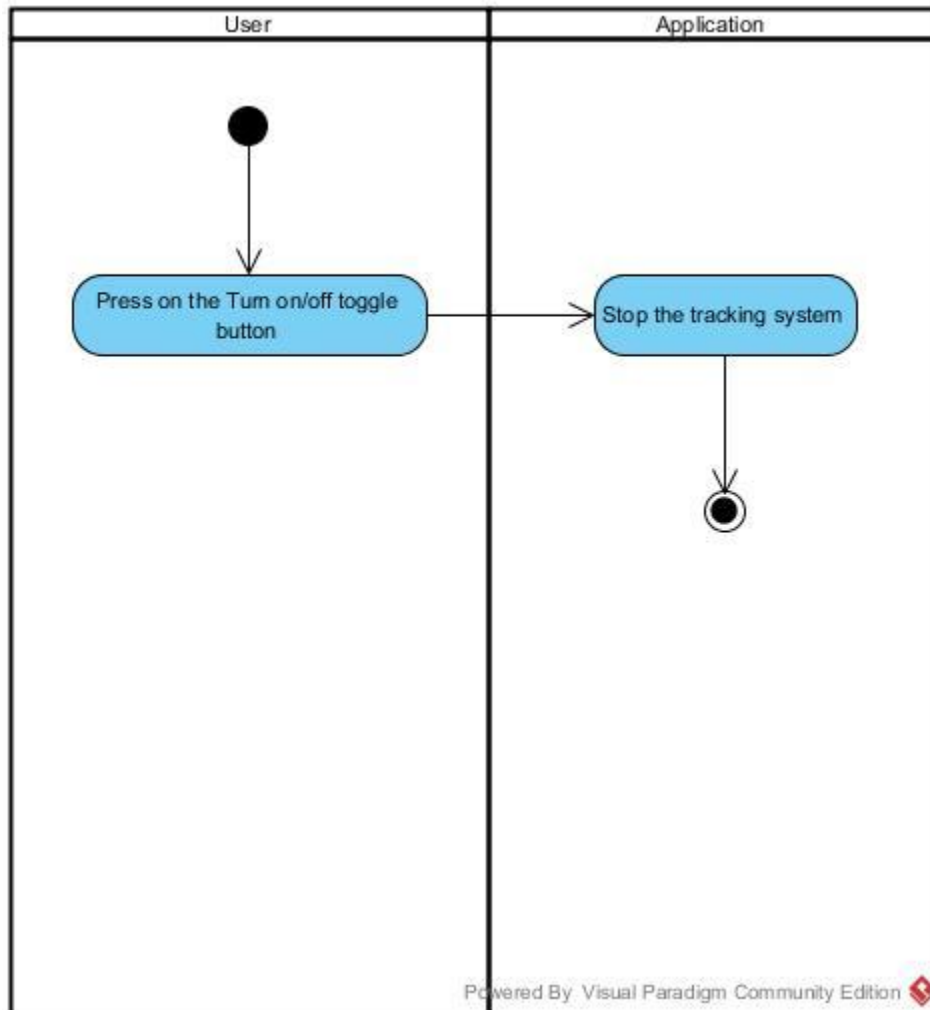 User
Application
Press on the Turn on/off toggle
button
Stop the tracking system
Powered By Visual Paradigm Community Edition